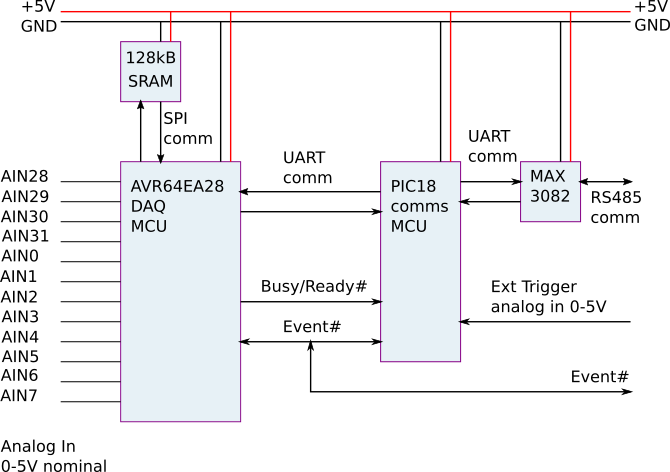 +5V
GND
+5V
GND
128kB
SRAM
SPI
comm
UART
comm
UART
comm
AVR64EA28
DAQ
MCU
PIC18
comms
MCU
MAX
3082
RS485
comm
AIN28
AIN29
AIN30
AIN31
AIN0
AIN1
AIN2
AIN3
AIN4
AIN5
AIN6
AIN7
Busy/Ready#
Event#
Ext Trigger
analog in 0-5V
Event#
Analog In
0-5V nominal